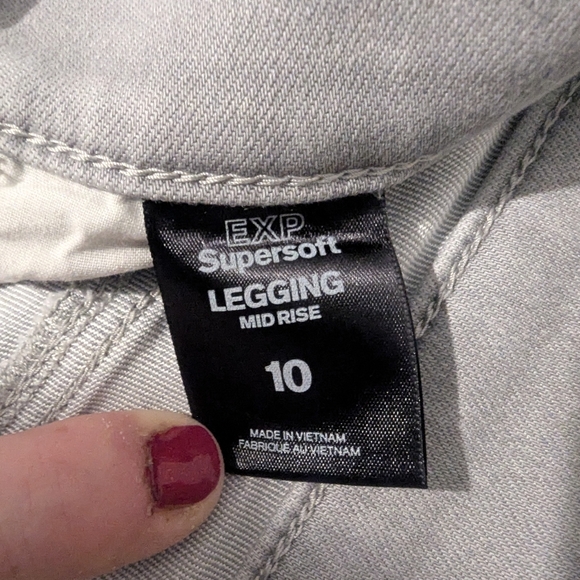 EXP
Supersoft
LEGGING
MID RISE
10
MADE IN VIETNAM
FABRIQUÉ AU VIETNAM